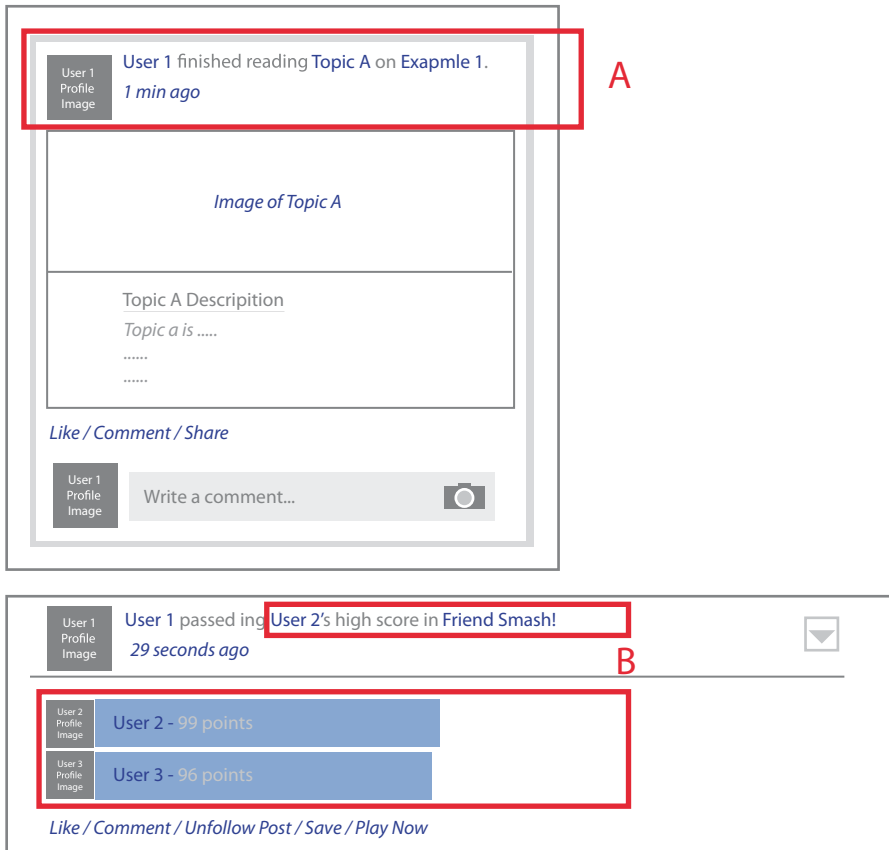 User 1
Profile
Image
User 1 finished reading Topic A on Exapmle 1.
1 min ago
A
Image of Topic A
Topic A Descripition
Topic a is .....
......
......
Like / Comment / Share
User 1
Profile
Image
Write a comment...
User 1
Profile
Image
User 1 passed ing User 2's high score in Friend Smash!
29 seconds ago
B
User 2
Profile
Image
User 2 - 99 points
User 3
Profile
Image
User 3 - 96 points
Like / Comment / Unfollow Post / Save / Play Now